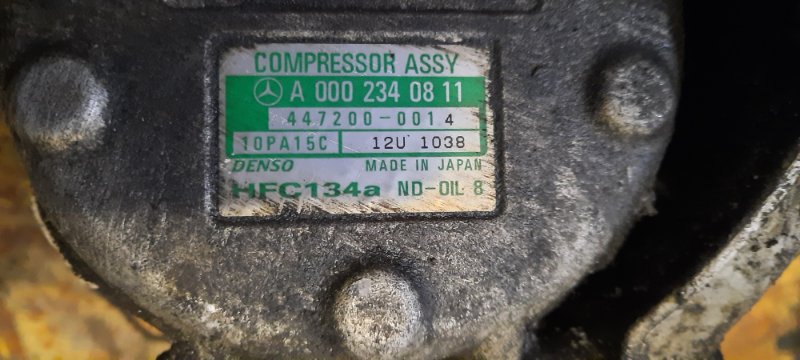 COMPRESSOR ASSY
A 000 234 08 11
447200-0014
10PA15C 12U 1038
DENSO MADE IN JAPAN
HFC134a ND-OIL 8